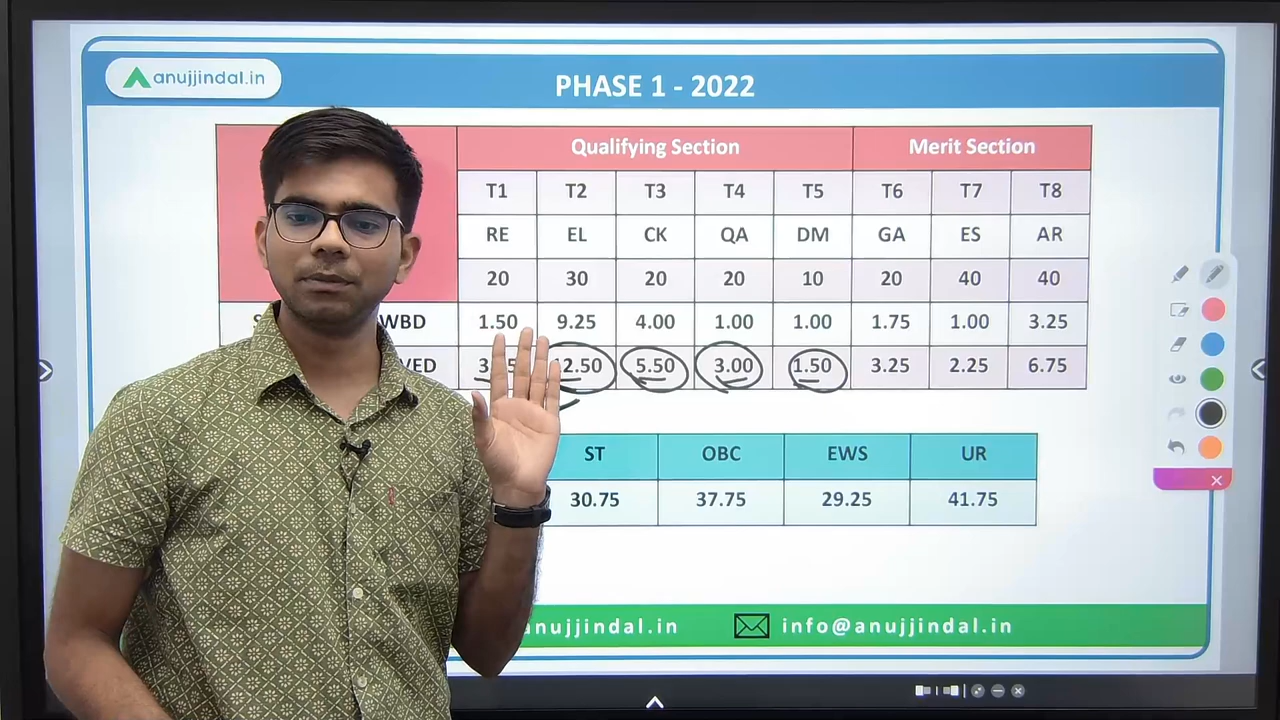 anujjindal.in
PHASE 1 - 2022
Qualifying Section Merit Section
T1 T2 T3 T4 T5 T6 T7 T8
RE EL CK QA DM GA ES AR
20 30 20 20 10 20 40 40
WBD 1.50 9.25 4.00 1.00 1.00 1.75 1.00 3.25
VED 5.50 3.00 1.50 3.25 2.25 6.75
ST OBC EWS UR
30.75 37.75 29.25 41.75
anujjindal.in info@anujjindal.in